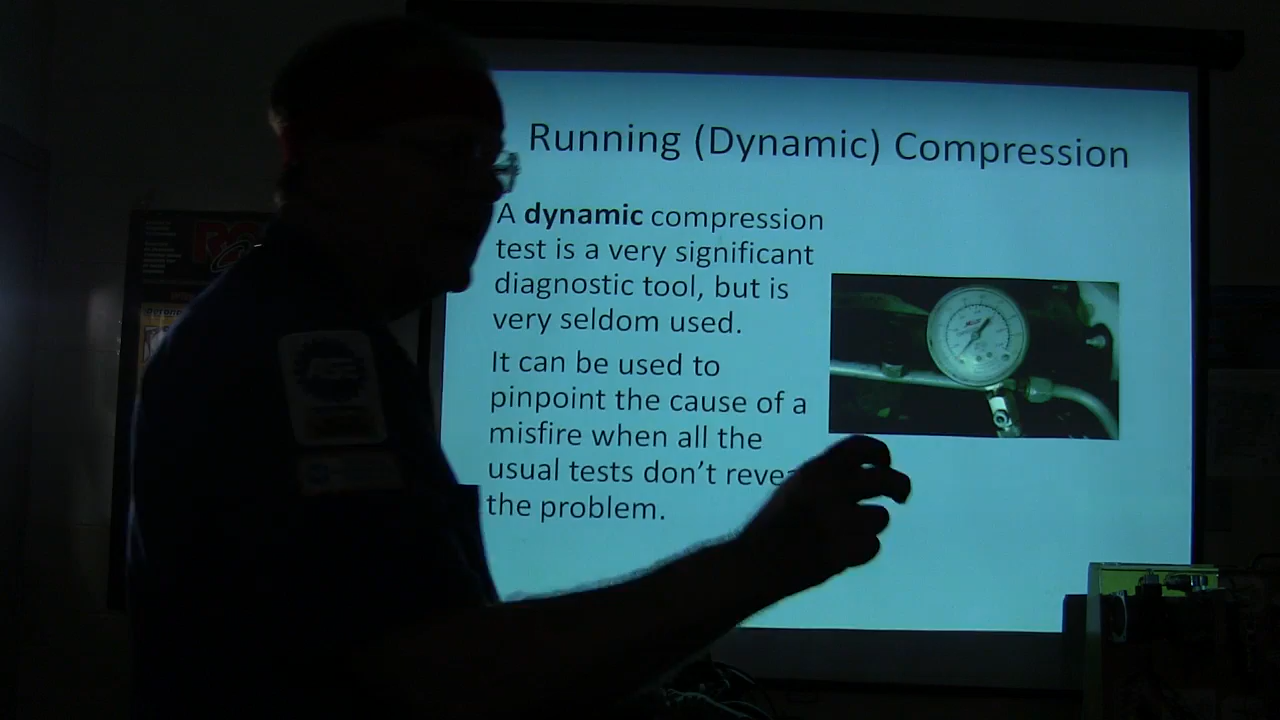 Running (Dynamic) Compression
A dynamic compression
test is a very significant
diagnostic tool, but is
very seldom used.
It can be used to
pinpoint the cause of a
misfire when all the
usual tests don't revea
the problem.
ASE